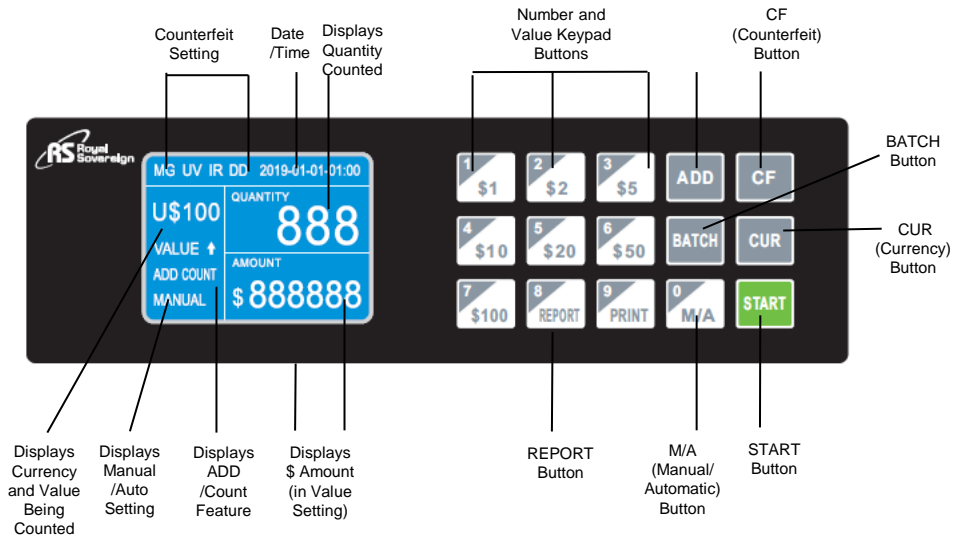 Counterfeit
Setting
Date
/Time
Displays
Quantity
Counted
Number and
Value Keypad
Buttons
CF
(Counterfeit)
Button
RS Royal
Sovereign
MG UV IR DD 2019-01-01-01:00
U$100
VALUE
ADD COUNT
MANUAL
QUANTITY
888
AMOUNT
$ 888888
1
$1
2
$2
3
$5
ADD
CF
4
$10
5
$20
6
$50
BATCH
CUR
7
$100
8
REPORT
9
PRINT
0
M/A
START
BATCH
Button
CUR
(Currency)
Button
Displays
Currency
and Value
Being
Counted
Displays
Manual
/Auto
Setting
Displays
ADD
/Count
Feature
Displays
$ Amount
(in Value
Setting)
REPORT
Button
M/A
(Manual/
Automatic)
Button
START
Button